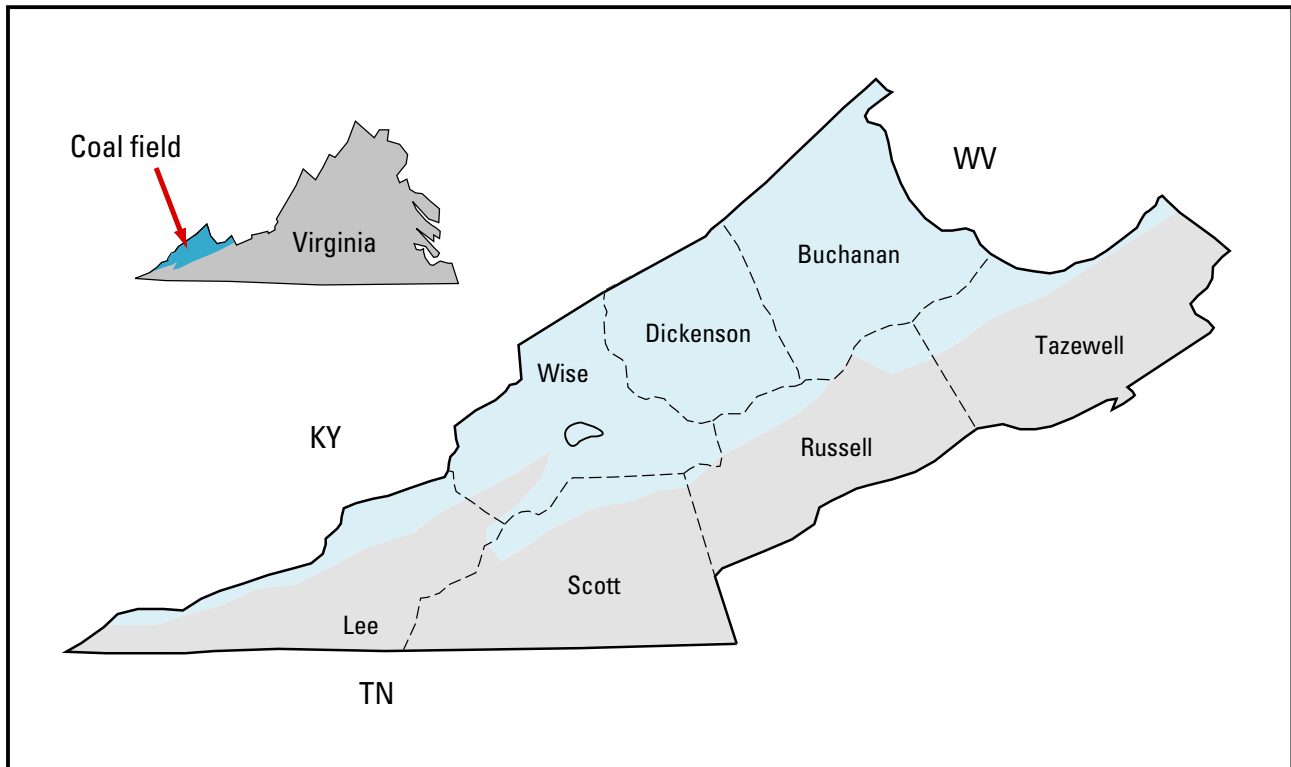 Coal field
Virginia
WV
Buchanan
Dickenson
Tazewell
Wise
KY
Russell
Scott
Lee
TN